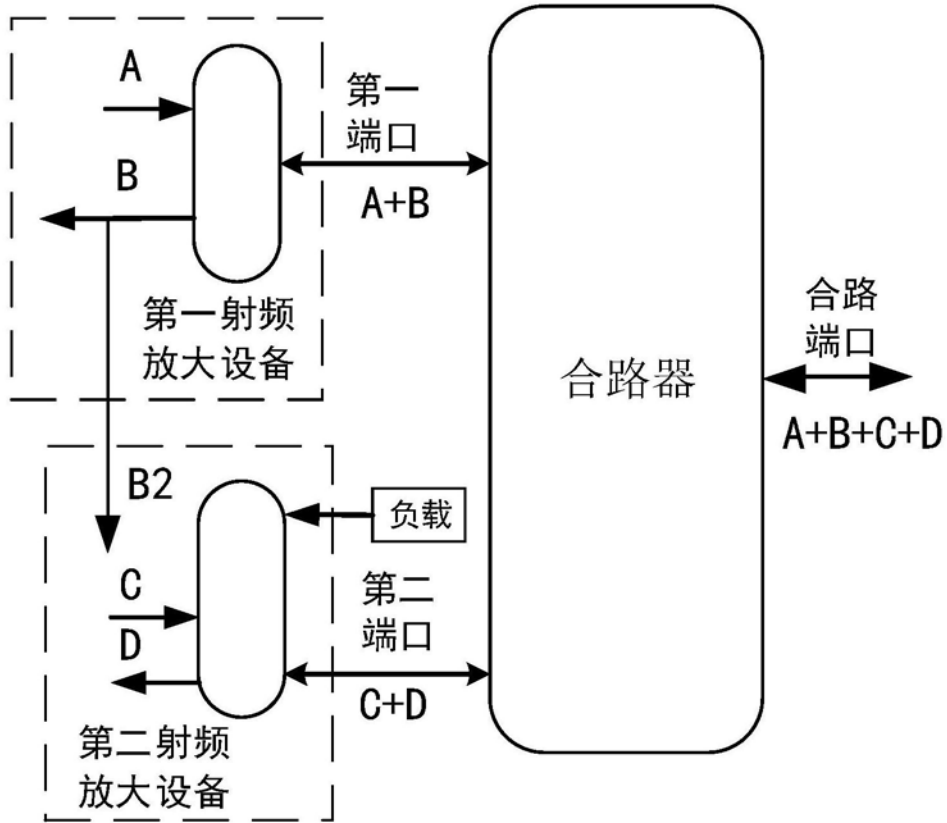 A
B
第一射频
放大设备
第一
端口
A+B
合路器
合路
端口
A+B+C+D
B2
负载
C
D
第二
端口
C+D
第二射频
放大设备